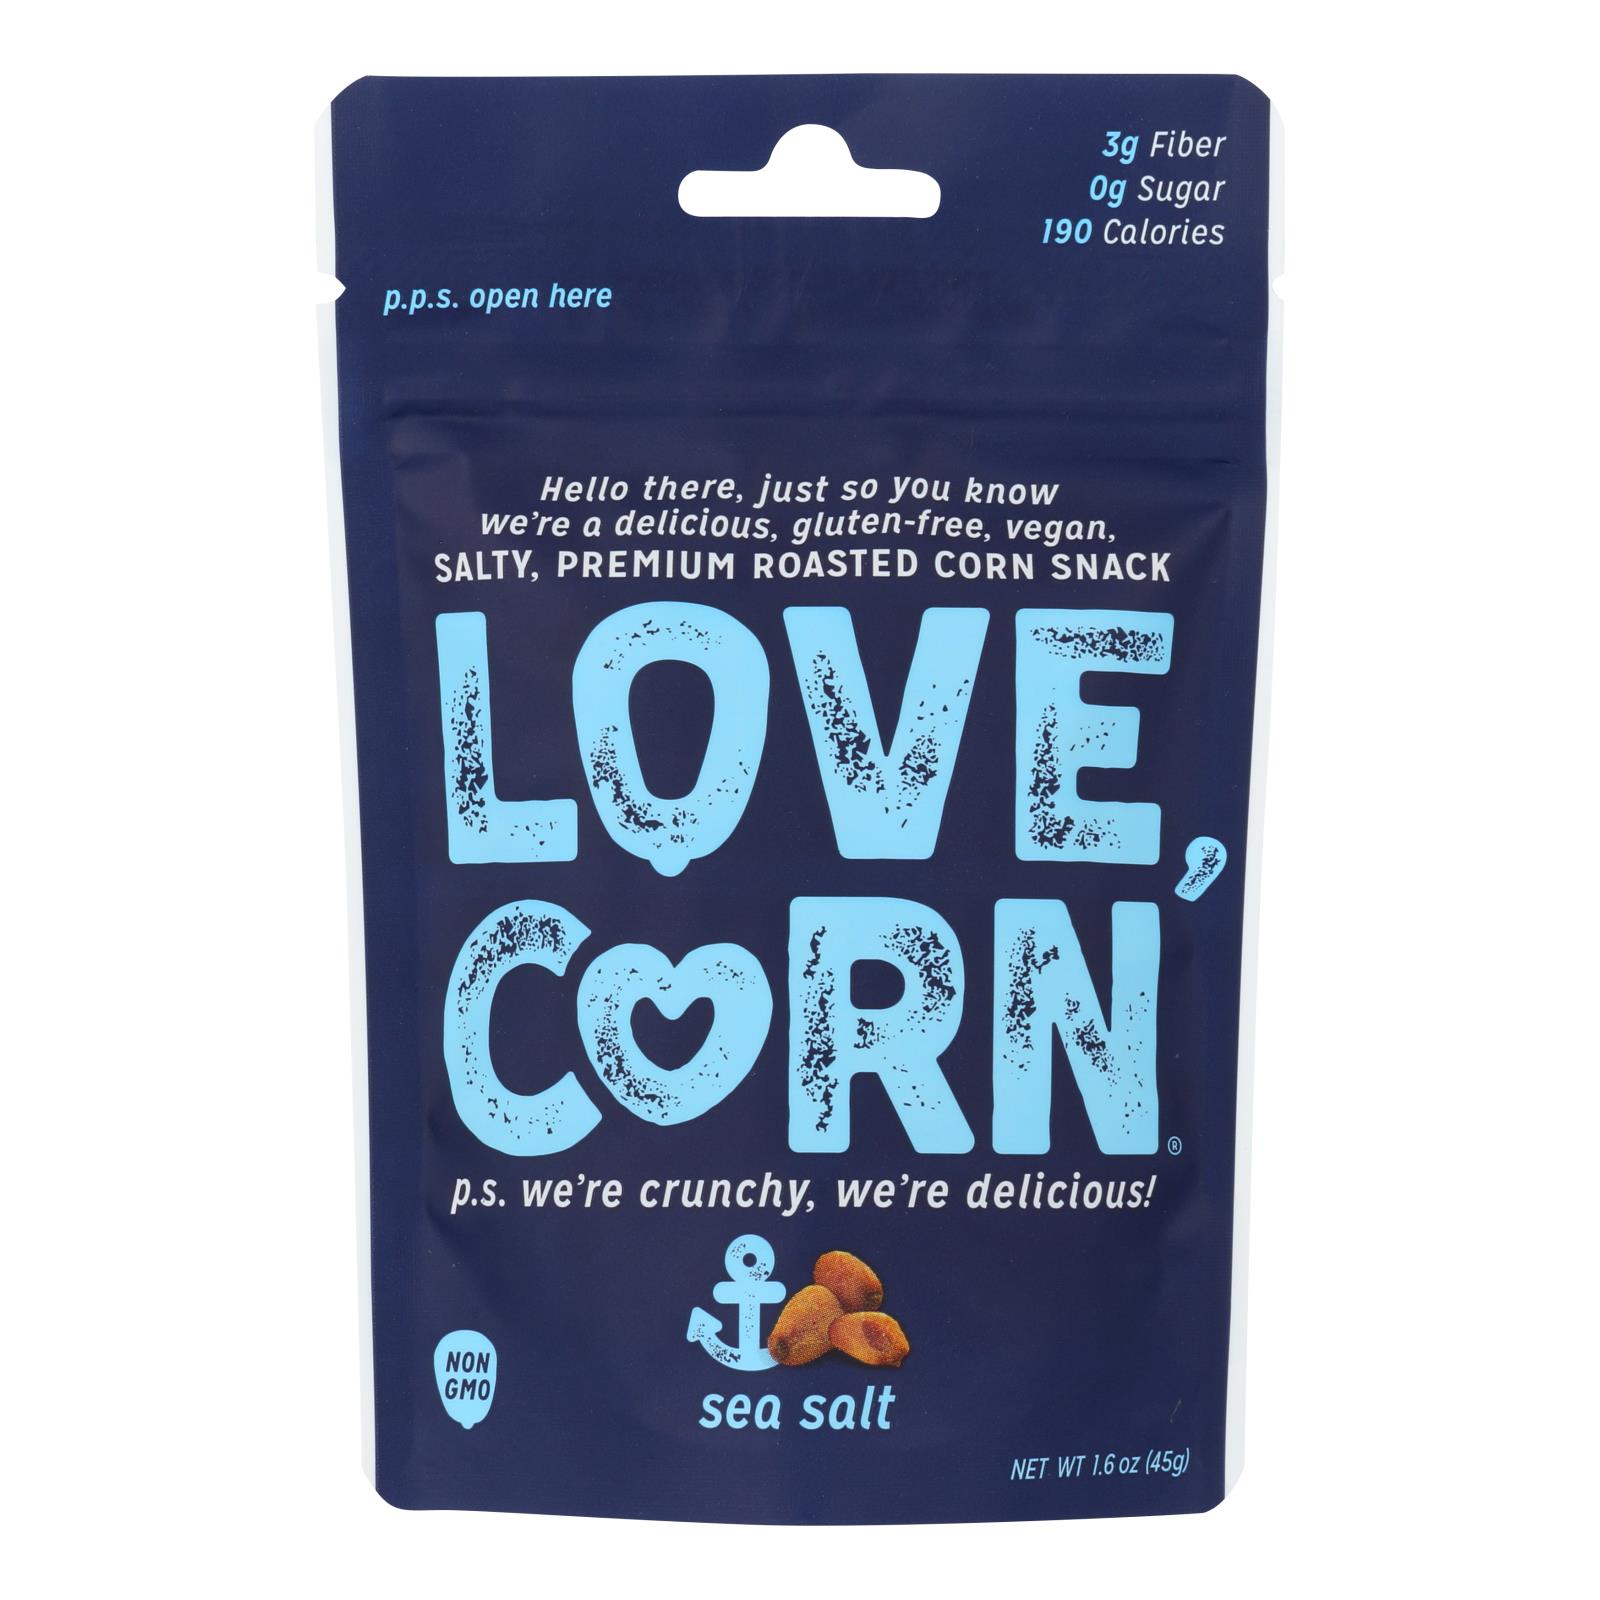 3g Fiber
0g Sugar
190 Calories
p.p.s. open here
Hello there, just so you know
we're a delicious, gluten-free, vegan,
SALTY, PREMIUM ROASTED CORN SNACK
LOVE,
CORN®
p.s. we're crunchy, we're delicious!
NON
GMO
sea salt
NET WT 1.6 oz (45g)